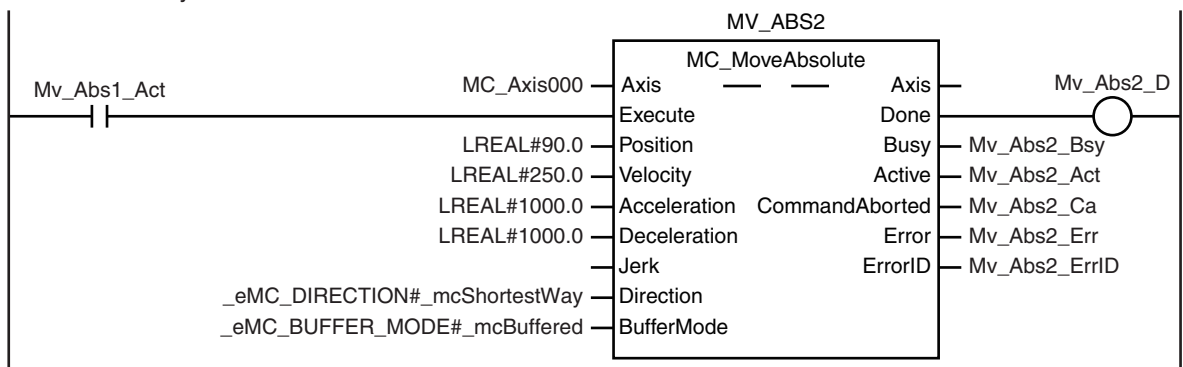 MV_ABS2
MC_MoveAbsolute
Mv_Abs1_Act MC_Axis000 Axis Axis Mv_Abs2_D
Execute Done
LREAL#90.0 Position Busy Mv_Abs2_Bsy
LREAL#250.0 Velocity Active Mv_Abs2_Act
LREAL#1000.0 Acceleration CommandAborted Mv_Abs2_Ca
LREAL#1000.0 Deceleration Error Mv_Abs2_Err
Jerk ErrorID Mv_Abs2_ErrID
_eMC_DIRECTION#_mcShortestWay Direction
_eMC_BUFFER_MODE#_mcBuffered BufferMode